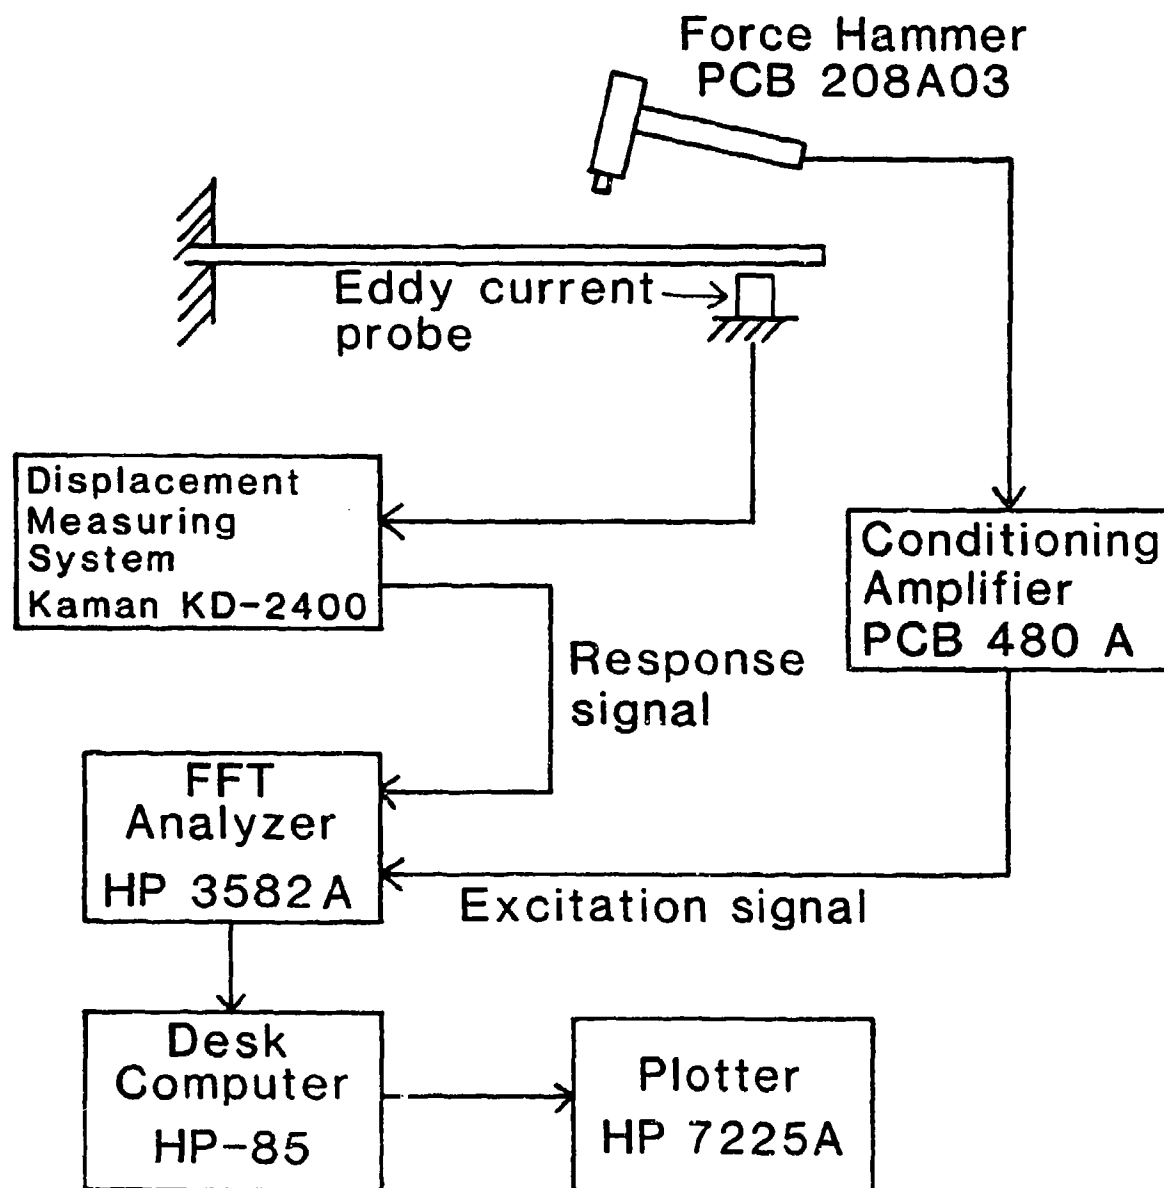 Force Hammer
PCB 208A03
Eddy current
probe
Displacement
Measuring
System
Kaman KD-2400
Conditioning
Amplifier
PCB 480 A
Response
signal
FFT
Analyzer
HP 3582A
Excitation signal
Desk
Computer
HP-85
Plotter
HP 7225A